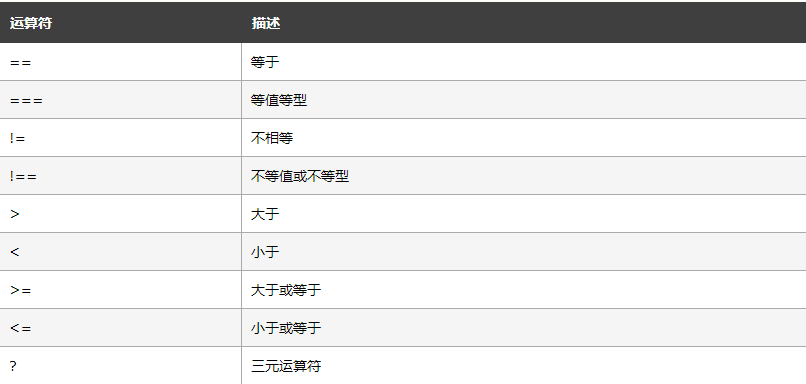 运算符 描述
== 等于
=== 等值等型
!= 不相等
!== 不等值或不等型
> 大于
< 小于
>= 大于或等于
<= 小于或等于
? 三元运算符